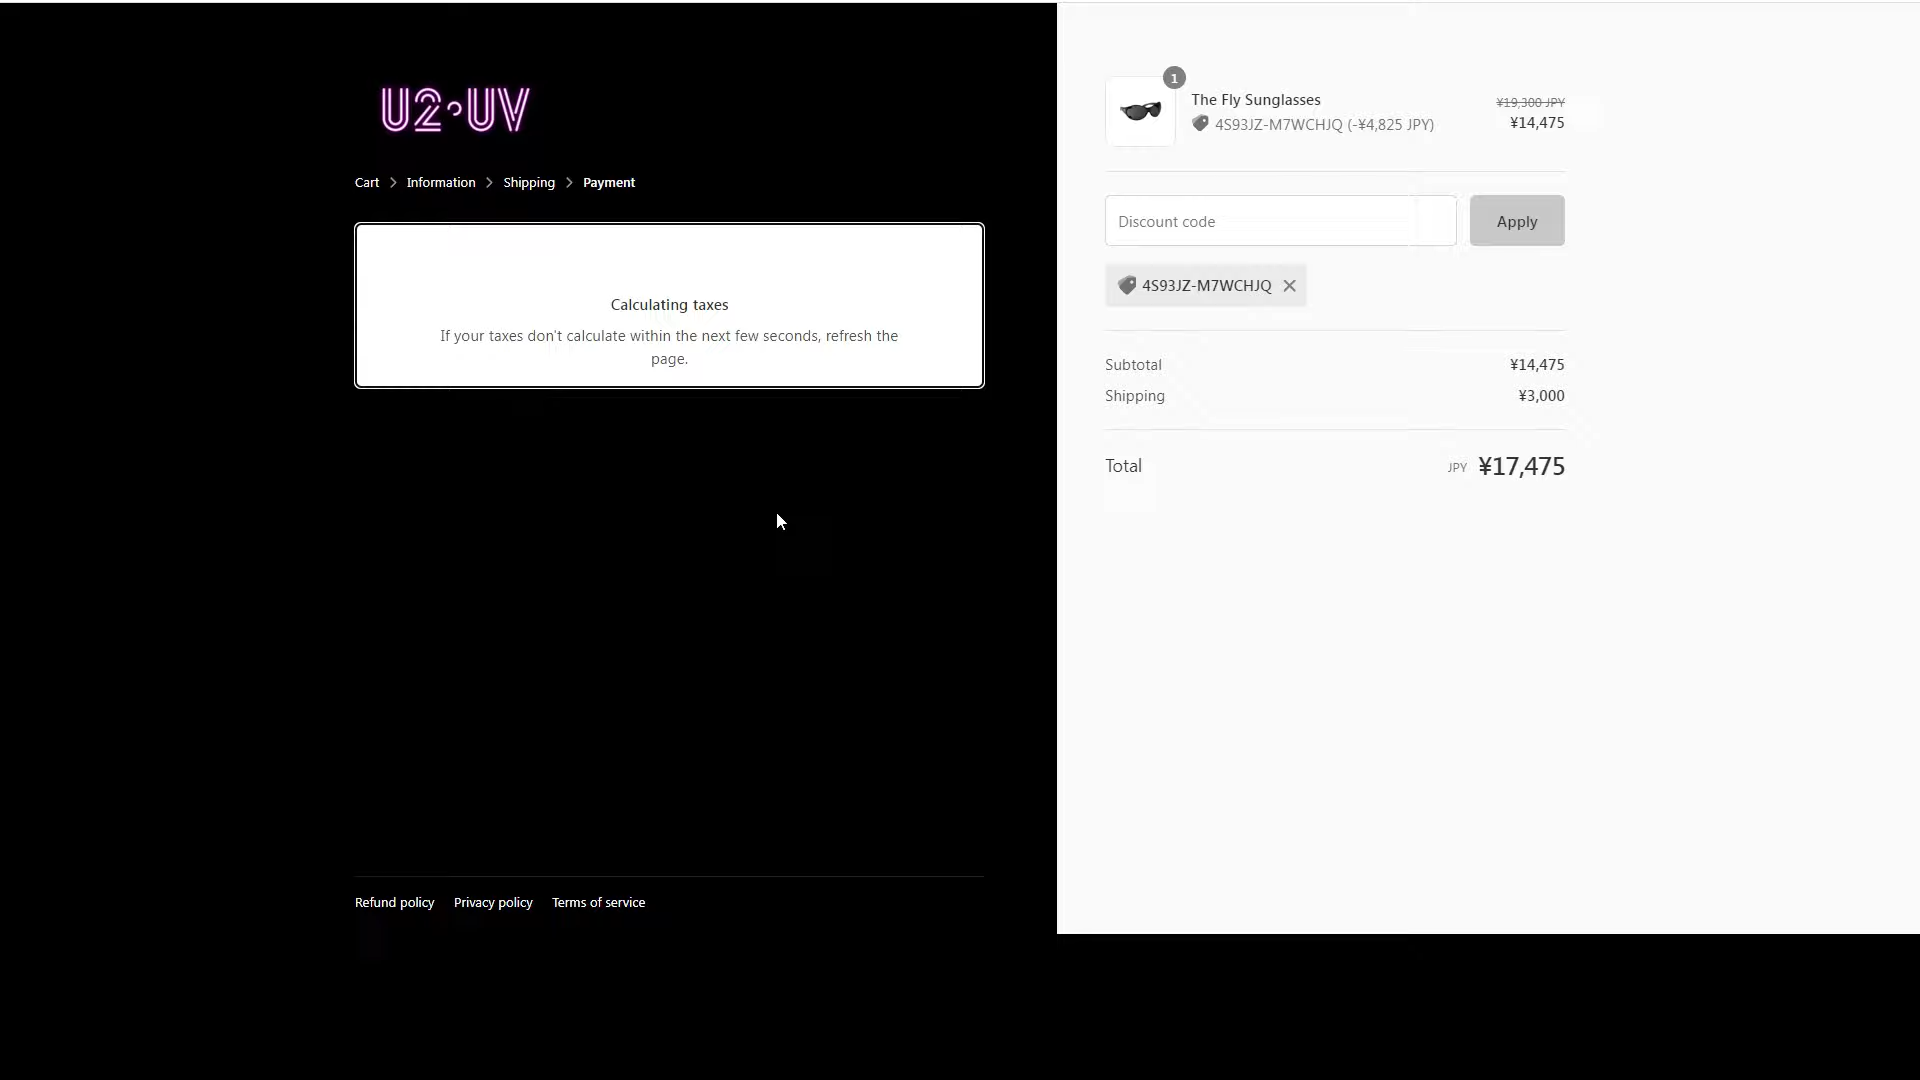 U2•UV
Cart > Information > Shipping > Payment
Calculating taxes
If your taxes don't calculate within the next few seconds, refresh the
page.
Refund policy Privacy policy Terms of service
1
The Fly Sunglasses
¥19,300 JPY
4S93JZ-M7WCHJQ (-¥4,825 JPY)
¥14,475
Discount code
Apply
4S93JZ-M7WCHJQ
Subtotal ¥14,475
Shipping ¥3,000
Total JPY ¥17,475